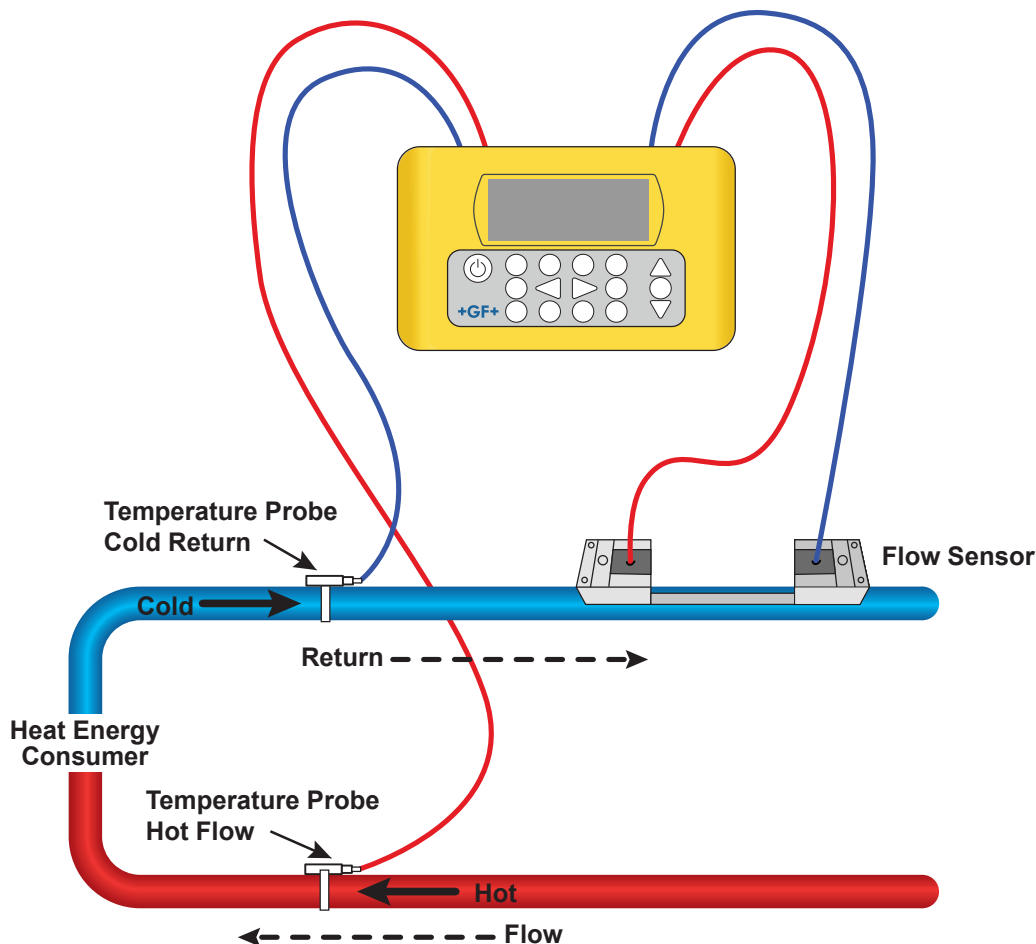 +GF+
Temperature Probe
Cold Return
Flow Sensor
Cold
Return
Heat Energy
Consumer
Temperature Probe
Hot Flow
Hot
Flow